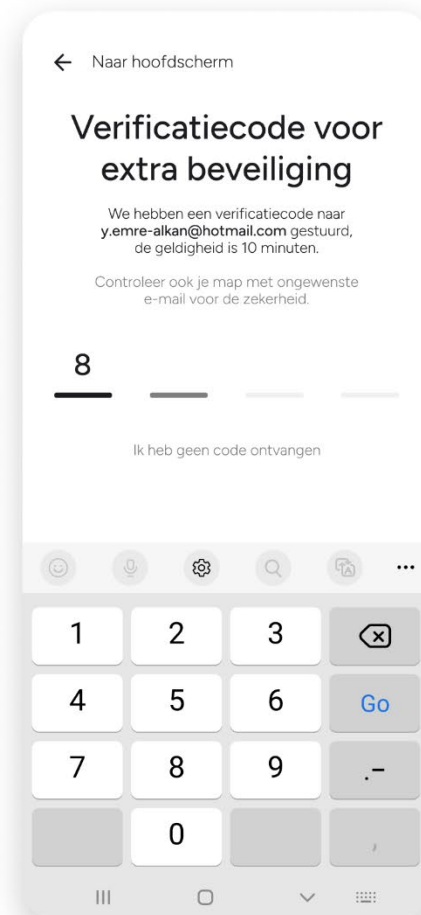 Naar hoofdscherm
Verificatiecode voor
extra beveiliging
We hebben een verificatiecode naar
y.emre-alkan@hotmail.com gestuurd,
de geldigheid is 10 minuten.
Controleer ook je map met ongewenste
e-mail voor de zekerheid.
8
Ik heb geen code ontvangen
1 2 3
4 5 6 Go
7 8 9 .-
0 ,